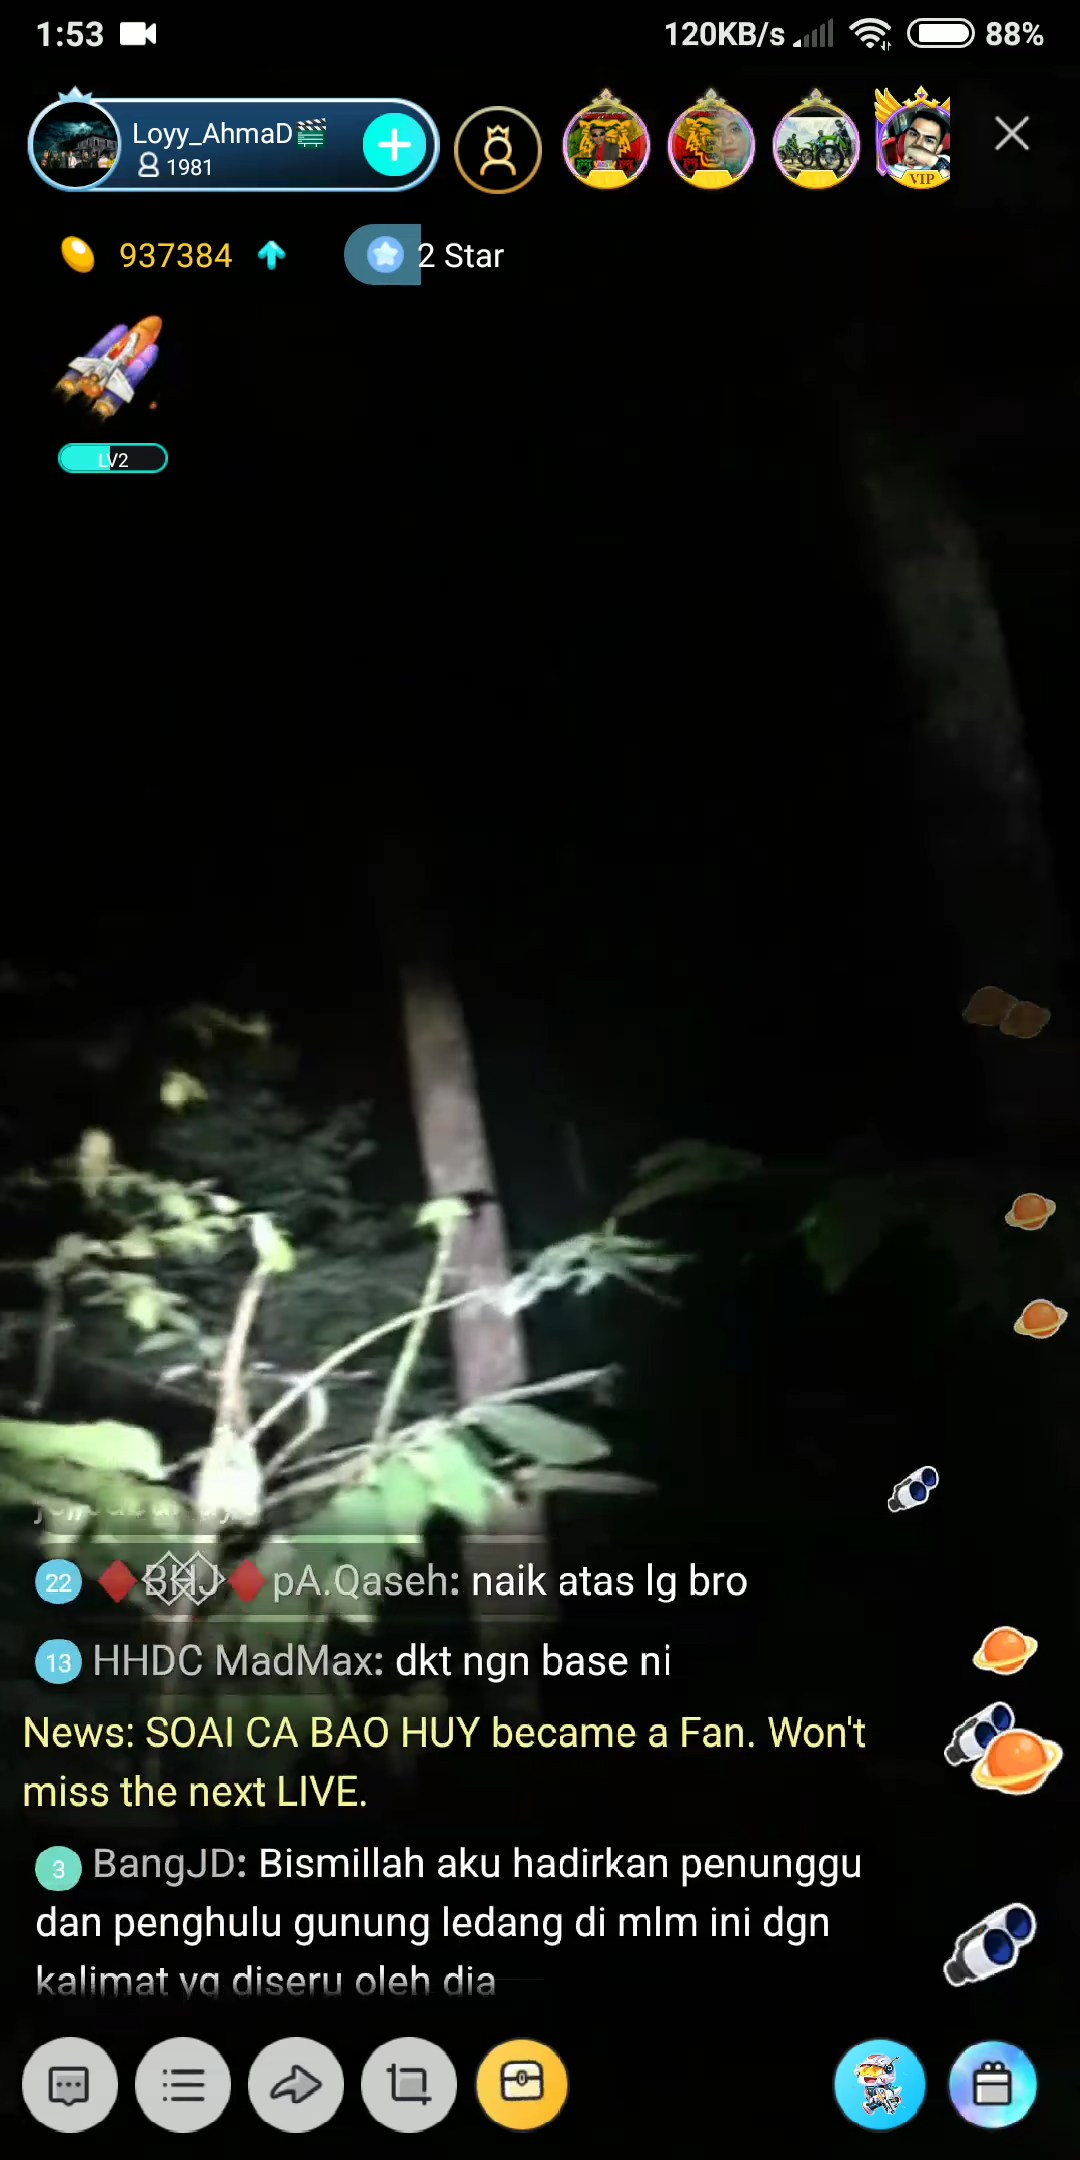 1:53
120KB/s
88%
Loyy_AhmaD
1981
VIP
937384
2 Star
LV2
22 BHJ pA.Qaseh: naik atas lg bro
13 HHDC MadMax: dkt ngn base ni
News: SOAI CA BAO HUY became a Fan. Won't
miss the next LIVE.
3 BangJD: Bismillah aku hadirkan penunggu
dan penghulu gunung ledang di mlm ini dgn
kalimat yg diseru oleh dia